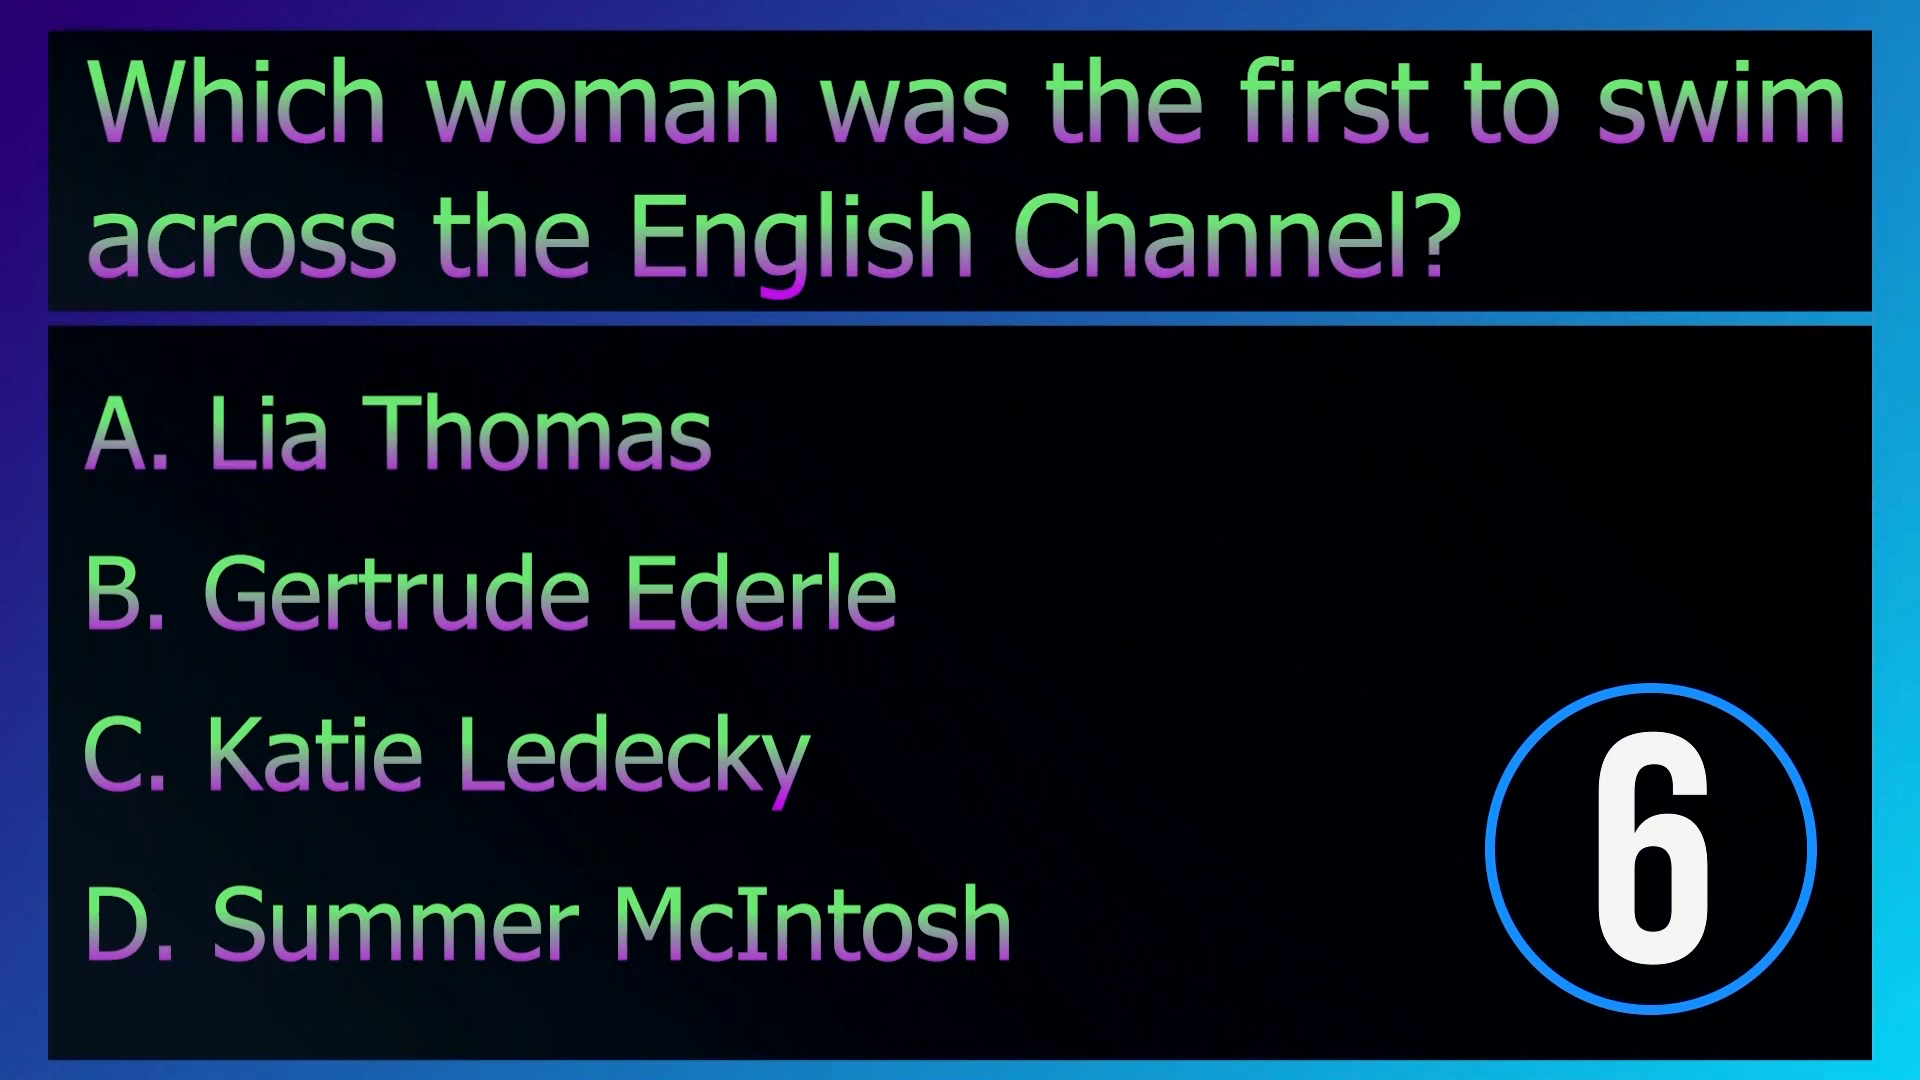 Which woman was the first to swim
across the English Channel?
A. Lia Thomas
B. Gertrude Ederle
C. Katie Ledecky
D. Summer McIntosh
6